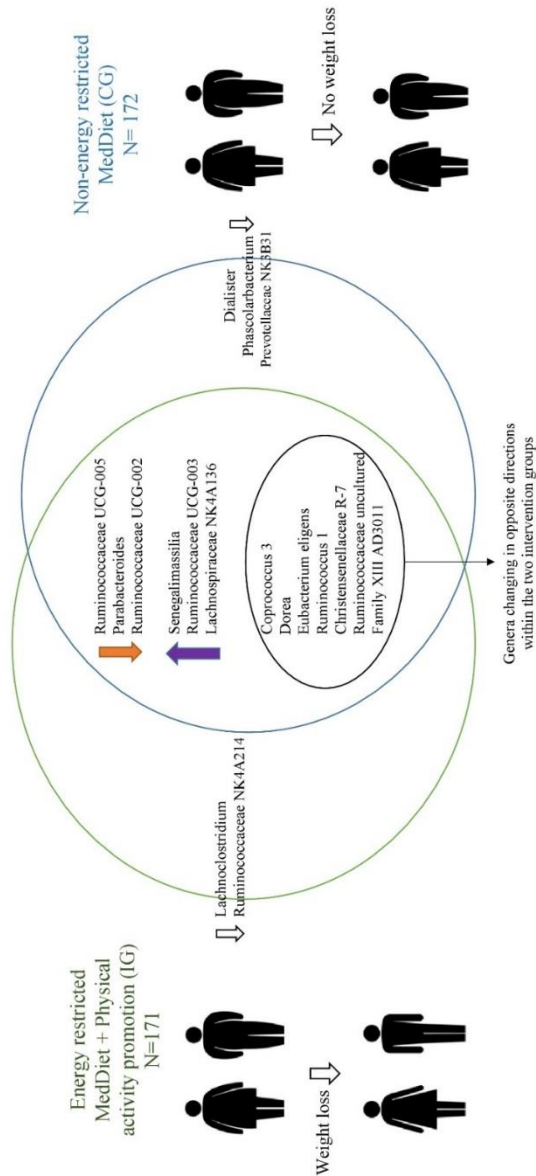 Energy restricted
MedDiet + Physical
activity promotion (IG)
N=171
Weight loss
Lachnoclostridium
Ruminococcaceae NK4A214
Ruminococcaceae UCG-005
Parabacteroides
Ruminococcaceae UCG-002
Senegalimassilia
Ruminococcaceae UCG-003
Lachnospiraceae NK4A136
Coprococcus 3
Dorea
Eubacterium eligens
Ruminococcus 1
Christensenellaceae R-7
Ruminococcaceae uncultured
Family XIII AD3011
Genera changing in opposite directions
within the two intervention groups
Dialister
Phascolarbacterium
Prevotellaceae NK3B31
Non-energy restricted
MedDiet (CG)
N= 172
No weight loss